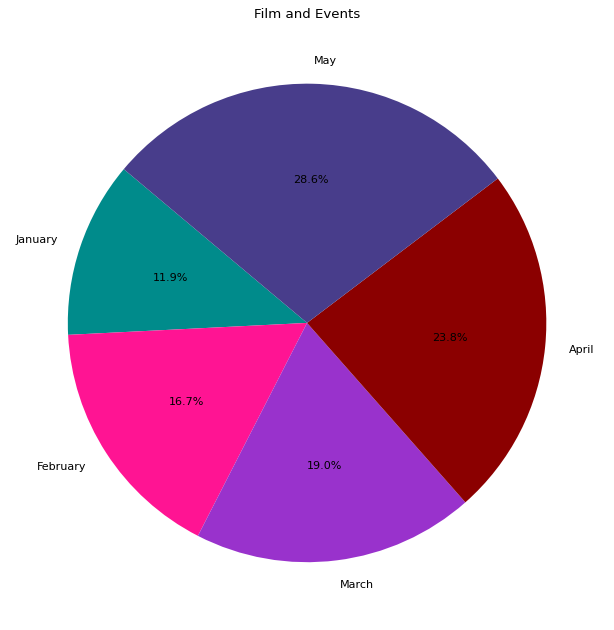 Film and Events
May
28.6%
January
11.9%
23.8%
April
16.7%
February
19.0%
March